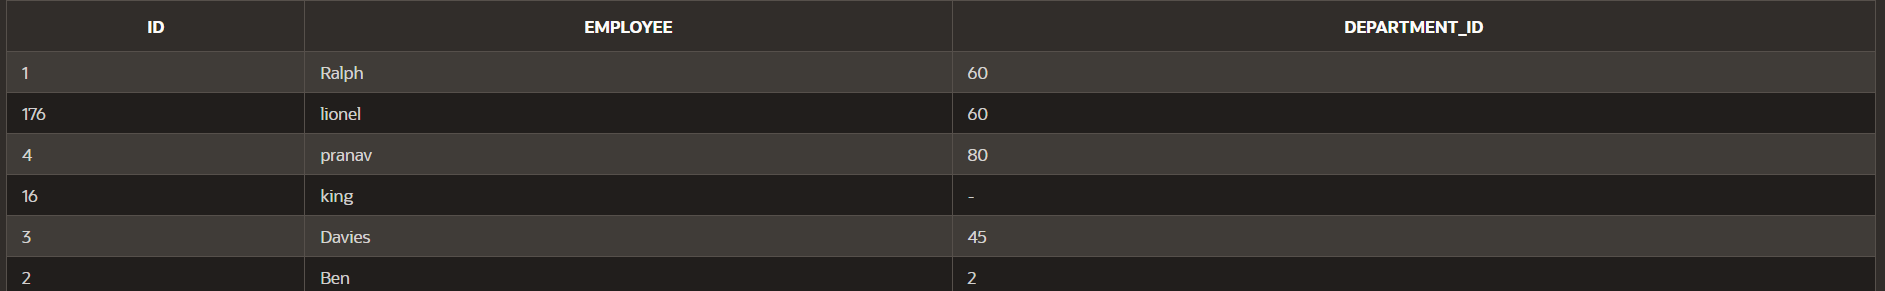 ID EMPLOYEE DEPARTMENT_ID
1 Ralph 60
176 lionel 60
4 pranav 80
16 king -
3 Davies 45
2 Ben 2